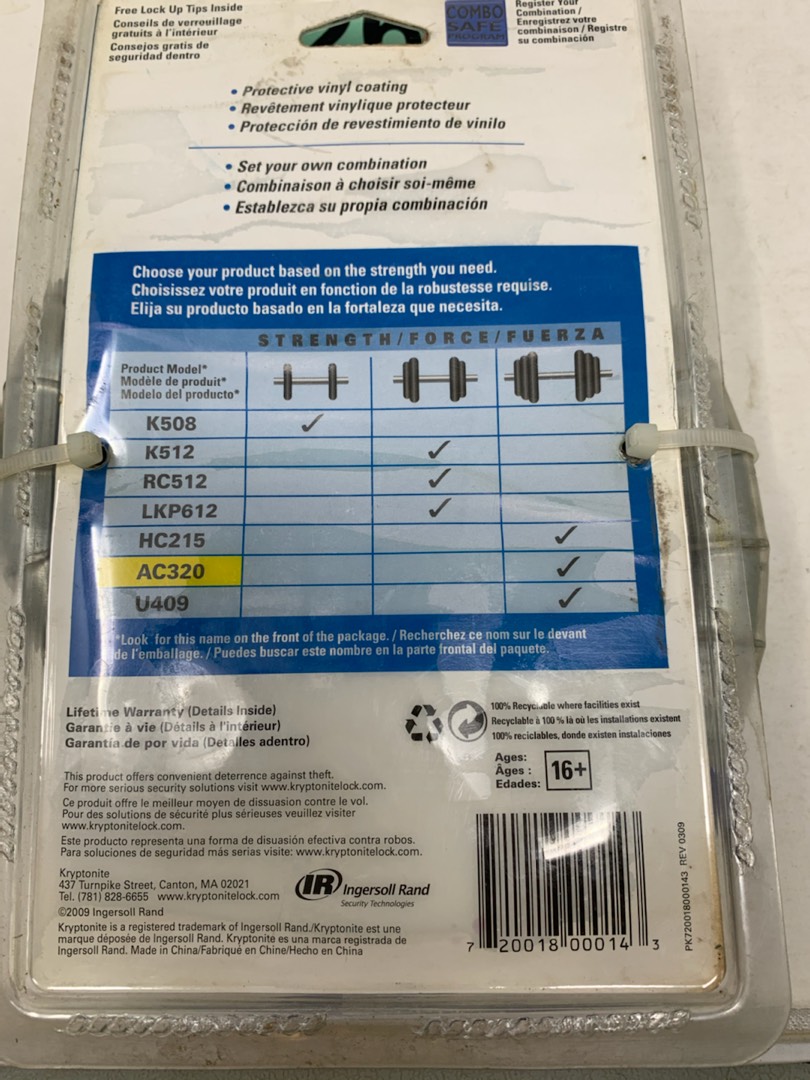 Free Lock Up Tips Inside
Conseils de verrouillage
gratuits à l'intérieur
Consejos gratis de
seguridad dentro
COMBO
SAFE
PROGRAM
Register Your
Combination /
Enregistrez votre
combinaison / Registre
su combinación
• Protective vinyl coating
• Revêtement vinylique protecteur
• Protección de revestimiento de vinilo
• Set your own combination
• Combinaison à choisir soi-même
• Establezca su propia combinación
Choose your product based on the strength you need.
Choisissez votre produit en fonction de la robustesse requise.
Elija su producto basado en la fortaleza que necesita.
STRENGTH/FORCE/FUERZA
Product Model*
Modèle de produit*
Modelo del producto*
K508 ✓
K512 ✓
RC512 ✓
LKP612 ✓
HC215 ✓
AC320 ✓
U409 ✓
*Look for this name on the front of the package. / Recherchez ce nom sur le devant
de l'emballage. / Puedes buscar este nombre en la parte frontal del paquete.
Lifetime Warranty (Details Inside)
Garantie à vie (Détails à l'intérieur)
Garantía de por vida (Detalles adentro)
100% Recyclable where facilities exist
Recyclable à 100 % là où les installations existent
100% reciclables, donde existen instalaciones
Ages:
Âges :
Edades:
16+
This product offers convenient deterrence against theft.
For more serious security solutions visit www.kryptonitelock.com.
Ce produit offre le meilleur moyen de dissuasion contre le vol.
Pour des solutions de sécurité plus sérieuses veuillez visiter
www.kryptonitelock.com.
Este producto representa una forma de disuasión efectiva contra robos.
Para soluciones de seguridad más serias visite: www.kryptonitelock.com.
Kryptonite
437 Turnpike Street, Canton, MA 02021
Tel. (781) 828-6655 www.kryptonitelock.com
©2009 Ingersoll Rand
IR Ingersoll Rand
Security Technologies
Kryptonite is a registered trademark of Ingersoll Rand./Kryptonite est une
marque déposée de Ingersoll Rand. Kryptonite es una marca registrada de
Ingersoll Rand. Made in China/Fabriqué en Chine/Hecho en China
7 20018 00014 3
PK720018000143_REV 0309